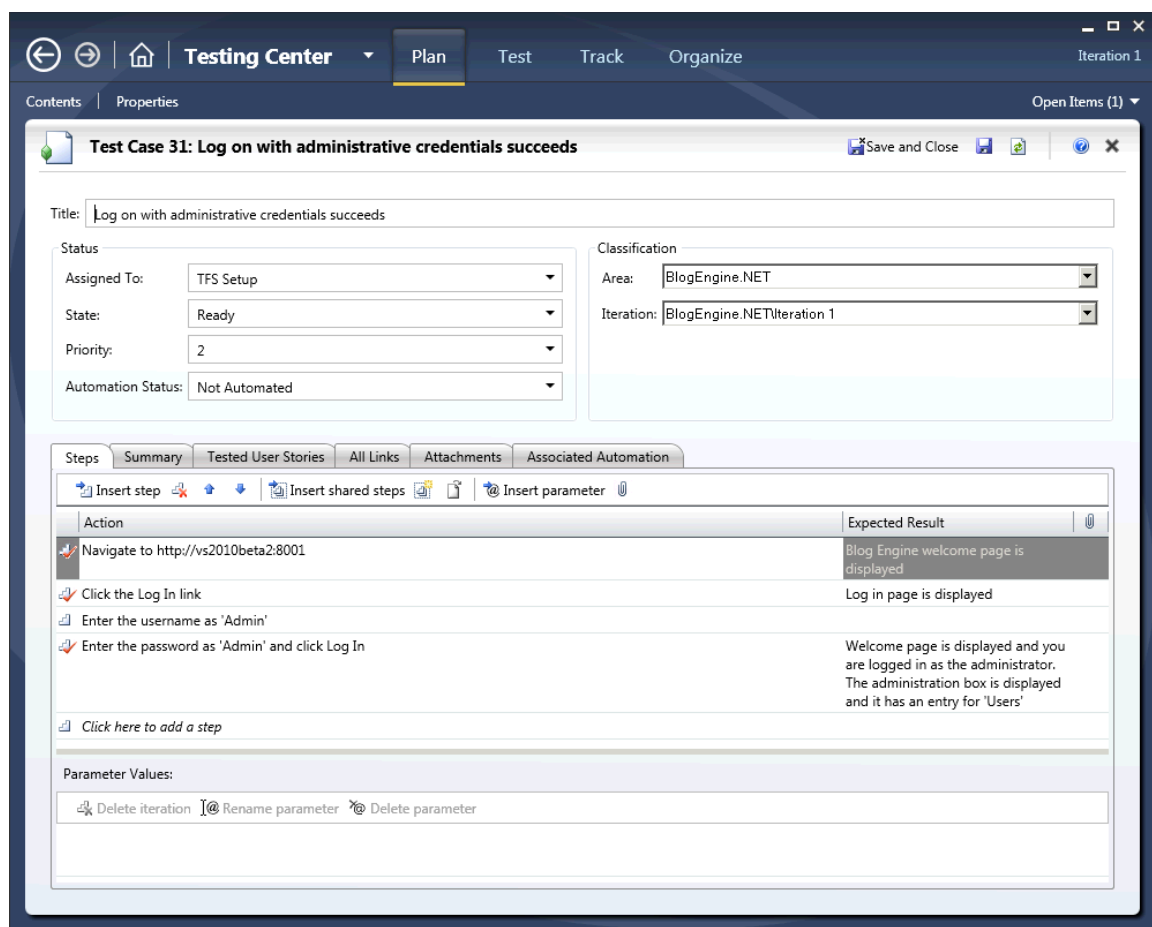 Testing Center
Plan
Test
Track
Organize
Iteration 1
Contents
Properties
Open Items (1)
Test Case 31: Log on with administrative credentials succeeds
Save and Close
Title: Log on with administrative credentials succeeds
Status
Classification
Assigned To: TFS Setup
Area: BlogEngine.NET
State: Ready
Iteration: BlogEngine.NET\Iteration 1
Priority: 2
Automation Status: Not Automated
Steps
Summary
Tested User Stories
All Links
Attachments
Associated Automation
Insert step
Insert shared steps
Insert parameter
Action
Expected Result
Navigate to http://vs2010beta2:8001
Blog Engine welcome page is
displayed
Click the Log In link
Log in page is displayed
Enter the username as 'Admin'
Enter the password as 'Admin' and click Log In
Welcome page is displayed and you
are logged in as the administrator.
The administration box is displayed
and it has an entry for 'Users'
Click here to add a step
Parameter Values:
Delete iteration
Rename parameter
Delete parameter